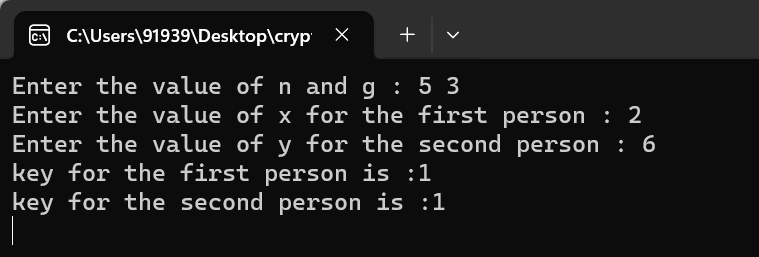 C:\Users\91939\Desktop\cryp
Enter the value of n and g : 5 3
Enter the value of x for the first person : 2
Enter the value of y for the second person : 6
key for the first person is :1
key for the second person is :1